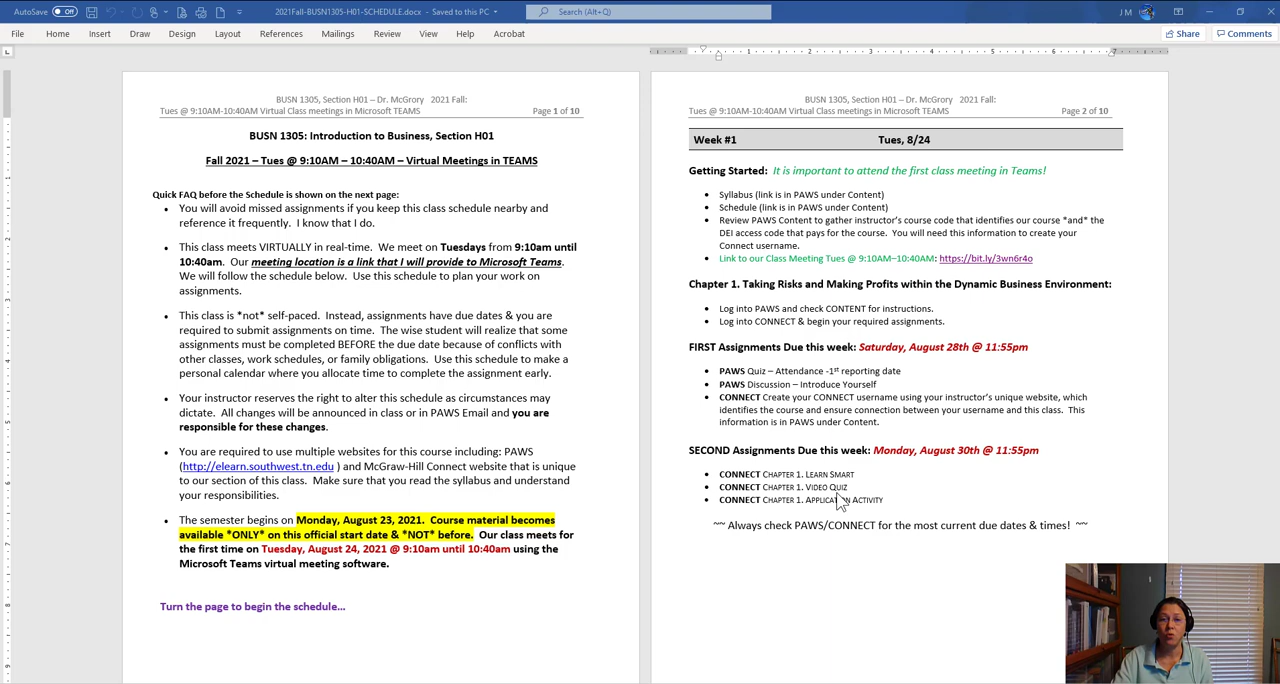 AutoSave Off 2021Fall-BUSN1305-H01-SCHEDULE.docx - Saved to this PC Search (Alt+Q) J M
File Home Insert Draw Design Layout References Mailings Review View Help Acrobat Share Comments
BUSN 1305, Section H01 – Dr. McGrory 2021 Fall:
Tues @ 9:10AM-10:40AM Virtual Class meetings in Microsoft TEAMS Page 1 of 10
BUSN 1305: Introduction to Business, Section H01
Fall 2021 – Tues @ 9:10AM – 10:40AM – Virtual Meetings in TEAMS
Quick FAQ before the Schedule is shown on the next page:
• You will avoid missed assignments if you keep this class schedule nearby and
reference it frequently. I know that I do.
• This class meets VIRTUALLY in real-time. We meet on Tuesdays from 9:10am until
10:40am. Our meeting location is a link that I will provide to Microsoft Teams.
We will follow the schedule below. Use this schedule to plan your work on
assignments.
• This class is *not* self-paced. Instead, assignments have due dates & you are
required to submit assignments on time. The wise student will realize that some
assignments must be completed BEFORE the due date because of conflicts with
other classes, work schedules, or family obligations. Use this schedule to make a
personal calendar where you allocate time to complete the assignment early.
• Your instructor reserves the right to alter this schedule as circumstances may
dictate. All changes will be announced in class or in PAWS Email and you are
responsible for these changes.
• You are required to use multiple websites for this course including: PAWS
(http://elearn.southwest.tn.edu ) and McGraw-Hill Connect website that is unique
to our section of this class. Make sure that you read the syllabus and understand
your responsibilities.
• The semester begins on Monday, August 23, 2021. Course material becomes
available *ONLY* on this official start date & *NOT* before. Our class meets for
the first time on Tuesday, August 24, 2021 @ 9:10am until 10:40am using the
Microsoft Teams virtual meeting software.
Turn the page to begin the schedule...
1 2 3 4 5 6 7
BUSN 1305, Section H01 – Dr. McGrory 2021 Fall:
Tues @ 9:10AM-10:40AM Virtual Class meetings in Microsoft TEAMS Page 2 of 10
Week #1 Tues, 8/24
Getting Started: It is important to attend the first class meeting in Teams!
• Syllabus (link is in PAWS under Content)
• Schedule (link is in PAWS under Content)
• Review PAWS Content to gather instructor's course code that identifies our course *and* the
DEI access code that pays for the course. You will need this information to create your
Connect username.
• Link to our Class Meeting Tues @ 9:10AM–10:40AM: https://bit.ly/3wn6r4o
Chapter 1. Taking Risks and Making Profits within the Dynamic Business Environment:
• Log into PAWS and check CONTENT for instructions.
• Log into CONNECT & begin your required assignments.
FIRST Assignments Due this week: Saturday, August 28th @ 11:55pm
• PAWS Quiz – Attendance -1st reporting date
• PAWS Discussion – Introduce Yourself
• CONNECT Create your CONNECT username using your instructor's unique website, which
identifies the course and ensure connection between your username and this class. This
information is in PAWS under Content.
SECOND Assignments Due this week: Monday, August 30th @ 11:55pm
• CONNECT CHAPTER 1. LEARN SMART
• CONNECT CHAPTER 1. VIDEO QUIZ
• CONNECT CHAPTER 1. APPLICATION ACTIVITY
~~ Always check PAWS/CONNECT for the most current due dates & times! ~~